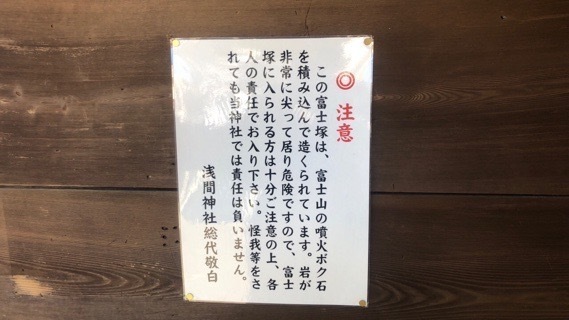 ◎ 注意
この富士塚は、富士山の噴火ボク石
を積み込んで造くられています。岩が
非常に尖って居り危険ですので、富士
塚に入られる方は十分ご注意の上、各
人の責任でお入り下さい。怪我等をさ
れても当神社では責任は負いません。
浅間神社総代敬白